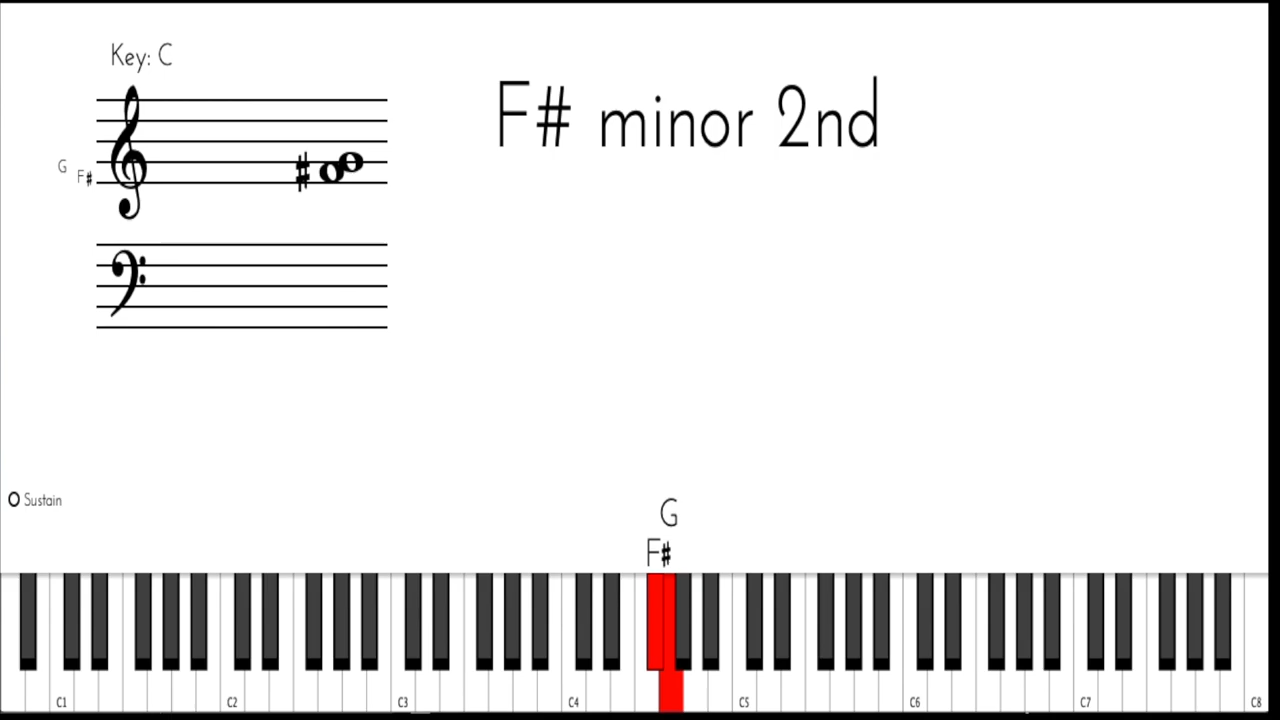 Key: C
F# minor 2nd
G
F#
Sustain
G
F#
C1 C2 C3 C4 C5 C6 C7 C8